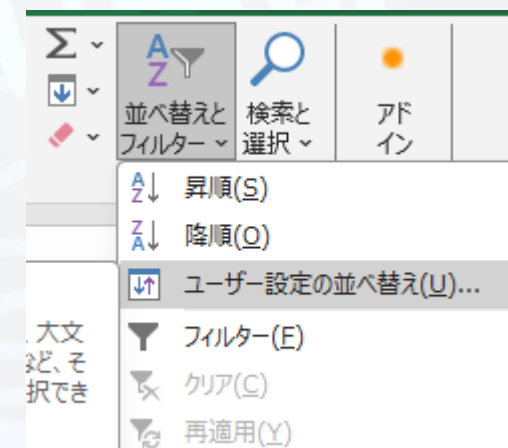 並べ替えと 検索と アド
フィルター 選択 イン
昇順(S)
降順(O)
ユーザー設定の並べ替え(U)...
フィルター(F)
クリア(C)
再適用(Y)
大文
など、そ
択でき